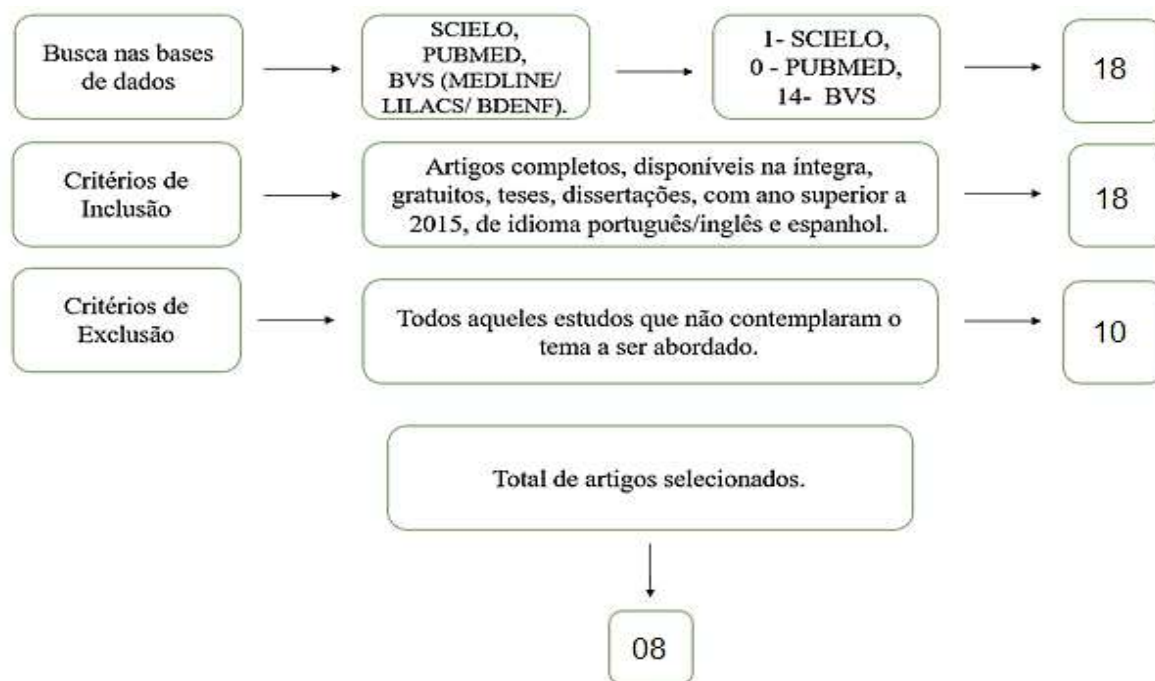 Busca nas bases
de dados
SCIELO,
PUBMED,
BVS (MEDLINE/
LILACS/ BDENF).
1- SCIELO,
0 - PUBMED,
14- BVS
18
Critérios de
Inclusão
Artigos completos, disponíveis na íntegra,
gratuitos, teses, dissertações, com ano superior a
2015, de idioma português/inglês e espanhol.
18
Critérios de
Exclusão
Todos aqueles estudos que não contemplaram o
tema a ser abordado.
10
Total de artigos selecionados.
08